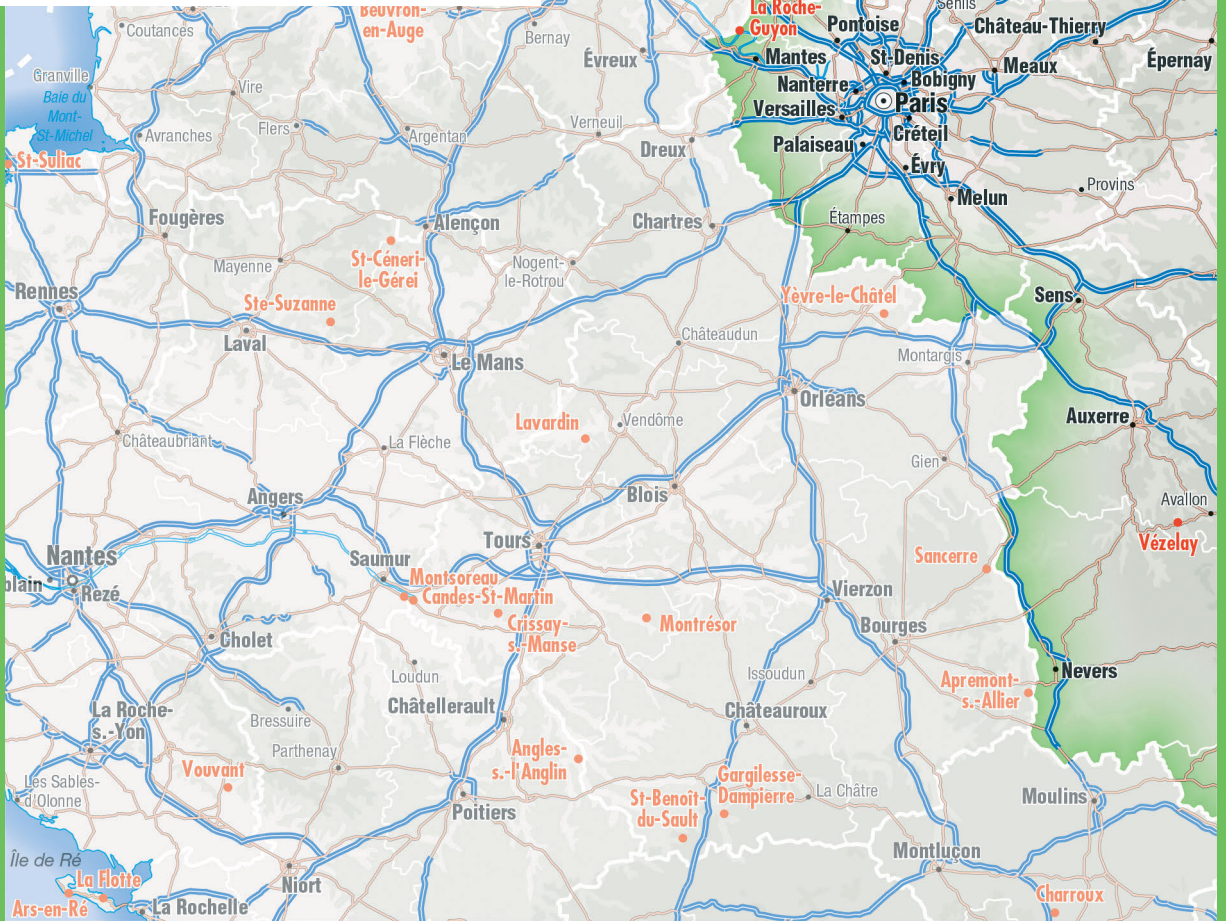 Beuvron-
en-Auge
Coutances
Bernay
Évreux
La Roche-
Guyon
Pontoise
Senlis
Château-Thierry
Mantes
St-Denis
Meaux
Épernay
Granville
Baie du
Mont-
St-Michel
Vire
Nanterre
Bobigny
Paris
Versailles
Avranches
Flers
Argentan
Verneuil
Dreux
Palaiseau
Créteil
Évry
St-Suliac
Provins
Melun
Fougères
Alençon
Chartres
Étampes
Mayenne
St-Céneri-
le-Gérei
Nogent-
le-Rotrou
Rennes
Ste-Suzanne
Yèvre-le-Châtel
Sens
Laval
Le Mans
Châteaudun
Montargis
Orléans
Châteaubriant
La Flèche
Lavardin
Vendôme
Auxerre
Gien
Angers
Blois
Avallon
Vézelay
Nantes
Tours
Saumur
Sancerre
blain
Rezé
Montsoreau
Candes-St-Martin
Crissay-
s.-Manse
Montrésor
Vierzon
Cholet
Bourges
Loudun
Issoudun
Nevers
Apremont-
s.-Allier
La Roche-
s.-Yon
Bressuire
Châtellerault
Châteauroux
Parthenay
Angles-
s.-l'Anglin
Vouvant
Gargilesse-
Dampierre
La Châtre
Les Sables-
d'Olonne
St-Benoît-
du-Sault
Moulins
Poitiers
Île de Ré
Montluçon
La Flotte
Niort
Charroux
Ars-en-Ré
La Rochelle